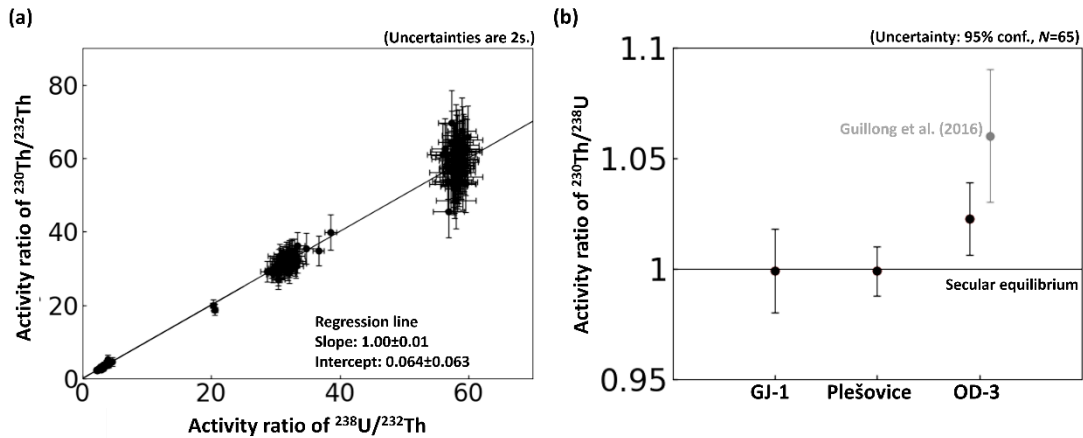 (a)
(Uncertainties are 2s.)
Activity ratio of ²³⁰Th/²³²Th
80
60
40
20
0
0
20
40
60
Regression line
Slope: 1.00±0.01
Intercept: 0.064±0.063
Activity ratio of ²³⁸U/²³²Th
(b)
(Uncertainty: 95% conf., N=65)
Activity ratio of ²³⁰Th/²³⁸U
1.1
1.05
1
0.95
Guillong et al. (2016)
Secular equilibrium
GJ-1
Plešovice
OD-3